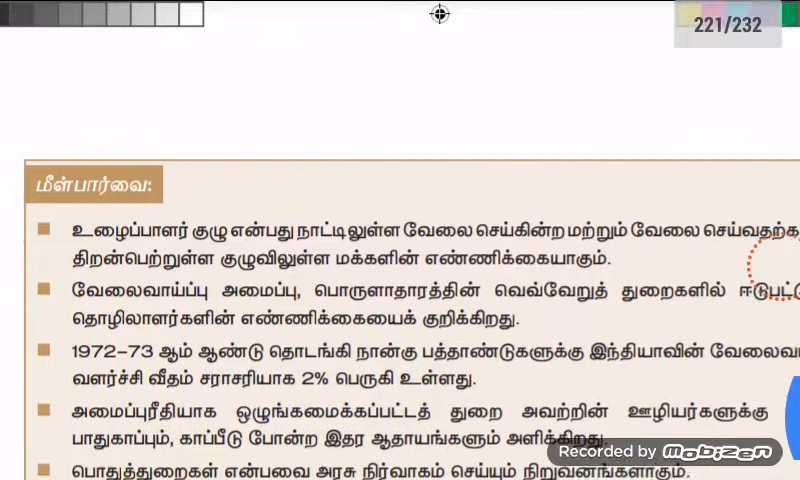 221/232
மீள்பார்வை:
உழைப்பாளர் குழு என்பது நாட்டிலுள்ள வேலை செய்கின்ற மற்றும் வேலை
திறன்பெற்றுள்ள குழுவிலுள்ள மக்களின் எண்ணிக்கையாகும்.
வேலைவாய்ப்பு அமைப்பு, பொருளாதாரத்தின் வெவ்வேறுத் துறைகளில்
தொழிலாளர்களின் எண்ணிக்கையைக் குறிக்கிறது.
1972–73 ஆம் ஆண்டு தொடங்கி நான்கு பத்தாண்டுகளுக்கு இந்தியாவின்
வளர்ச்சி வீதம் சராசரியாக 2% பெருகி உள்ளது.
அமைப்புரீதியாக ஒழுங்கமைக்கப்பட்டத் துறை அவற்றின் ஊழியர்களுக்கு
பாதுகாப்பும், காப்பீடு போன்ற இதர ஆதாயங்களும் அளிக்கிறது.
Recorded by mobizen
பொதுத்துறைகள் என்பவை அரசு நிர்வாகம் செய்யும் நிறுவனங்களாகும்.